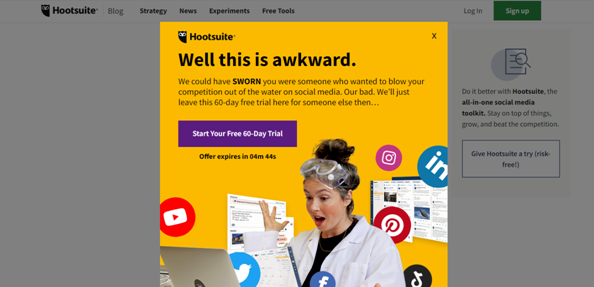 Hootsuite®
Blog
Strategy
News
Experiments
Free Tools
Log In
Sign up
Hootsuite®
X
Well this is awkward.
We could have SWORN you were someone who wanted to blow your
competition out of the water on social media. Our bad. We'll just
leave this 60-day free trial here for someone else then…
Start Your Free 60-Day Trial
Offer expires in 04m 44s
in
Do it better with Hootsuite, the
all-in-one social media
toolkit. Stay on top of things,
grow, and beat the competition.
Give Hootsuite a try (risk-
free!)